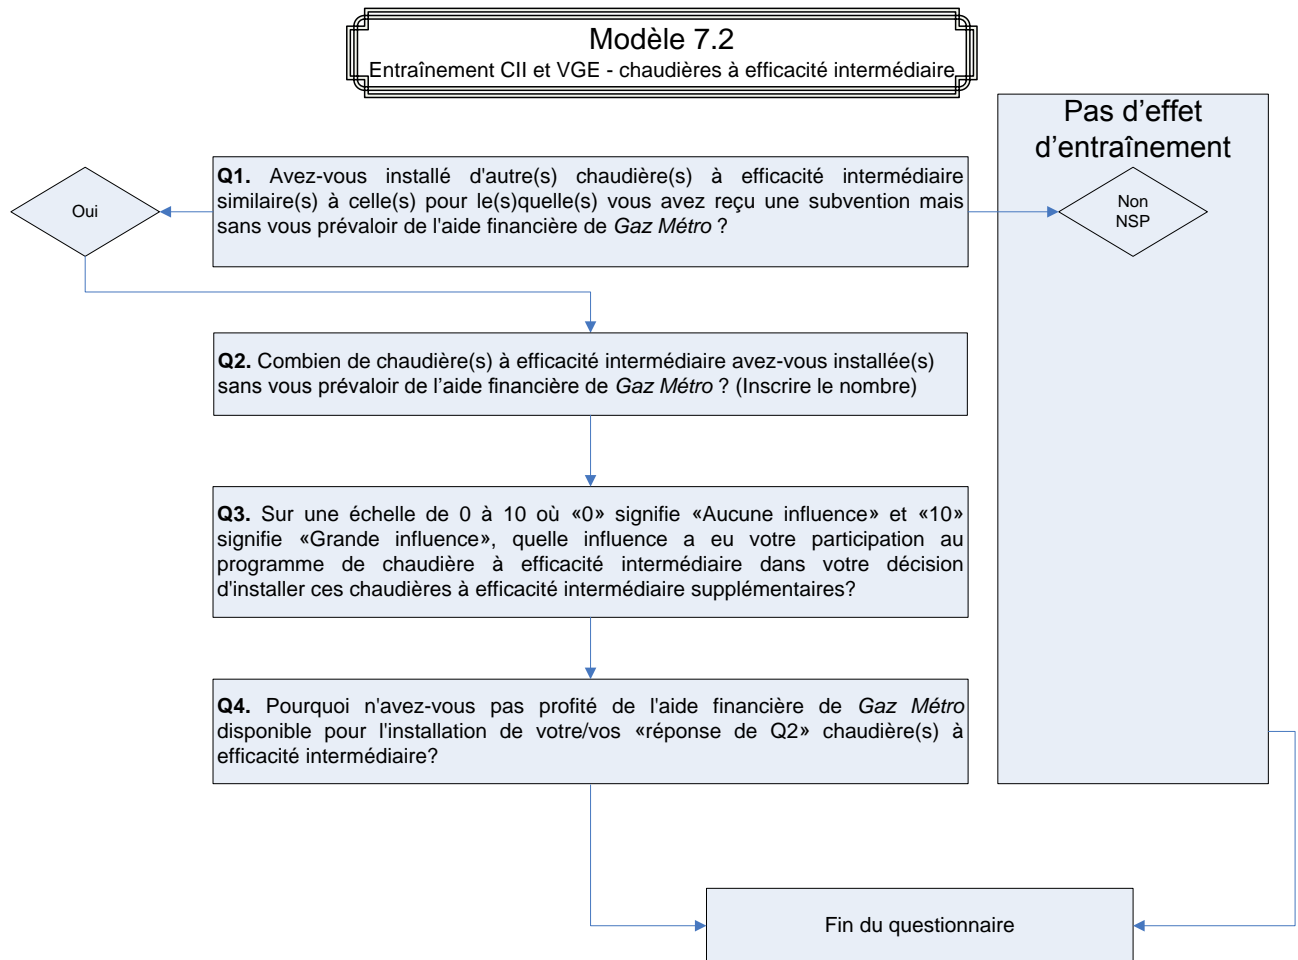 Modèle 7.2
Entraînement CII et VGE - chaudières à efficacité intermédiaire
Pas d'effet
d'entraînement
Q1. Avez-vous installé d'autre(s) chaudière(s) à efficacité intermédiaire
similaire(s) à celle(s) pour le(s)quelle(s) vous avez reçu une subvention mais
sans vous prévaloir de l'aide financière de Gaz Métro ?
Oui
Non
NSP
Q2. Combien de chaudière(s) à efficacité intermédiaire avez-vous installée(s)
sans vous prévaloir de l'aide financière de Gaz Métro ? (Inscrire le nombre)
Q3. Sur une échelle de 0 à 10 où «0» signifie «Aucune influence» et «10»
signifie «Grande influence», quelle influence a eu votre participation au
programme de chaudière à efficacité intermédiaire dans votre décision
d'installer ces chaudières à efficacité intermédiaire supplémentaires?
Q4. Pourquoi n'avez-vous pas profité de l'aide financière de Gaz Métro
disponible pour l'installation de votre/vos «réponse de Q2» chaudière(s) à
efficacité intermédiaire?
Fin du questionnaire